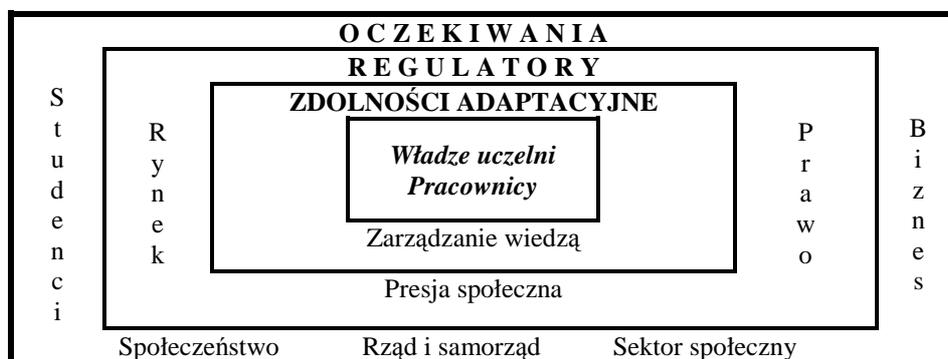 O C Z E K I W A N I A
R E G U L A T O R Y
ZDOLNOŚCI ADAPTACYJNE
Studenci
Rynek
Władze uczelni
Pracownicy
Prawo
Biznes
Zarządzanie wiedzą
Presja społeczna
Społeczeństwo Rząd i samorząd Sektor społeczny